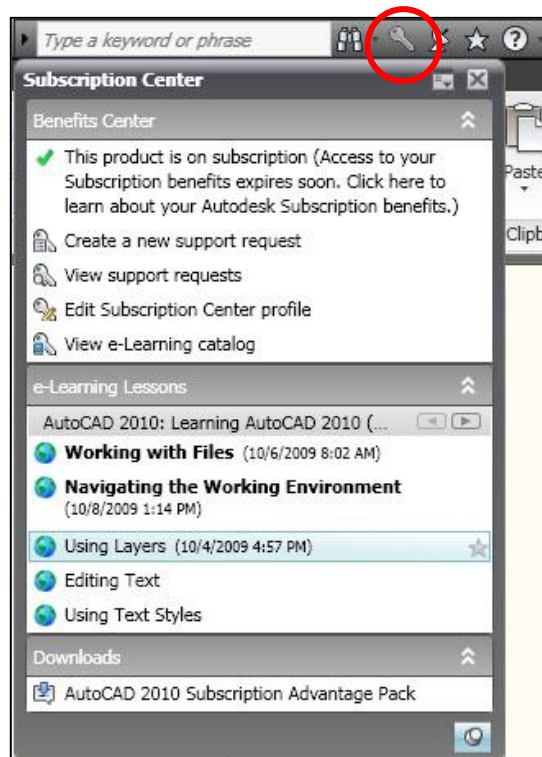 Type a keyword or phrase
Subscription Center
Benefits Center
This product is on subscription (Access to your
Subscription benefits expires soon. Click here to
learn about your Autodesk Subscription benefits.)
Create a new support request
View support requests
Edit Subscription Center profile
View e-Learning catalog
e-Learning Lessons
AutoCAD 2010: Learning AutoCAD 2010 (...
Working with Files (10/6/2009 8:02 AM)
Navigating the Working Environment
(10/8/2009 1:14 PM)
Using Layers (10/4/2009 4:57 PM)
Editing Text
Using Text Styles
Downloads
AutoCAD 2010 Subscription Advantage Pack
Paste
Clipb